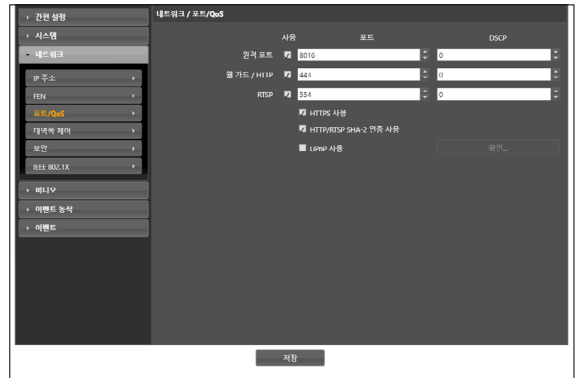 간편 설정
시스템
네트워크
IP 주소
FEN
포트/QoS
대역폭 제어
보안
IEEE 802.1X
비디오
이벤트 동작
이벤트
네트워크 / 포트/QoS
사용 포트 DSCP
원격 포트 8016 0
웹 가드 / HTTP 443 0
RTSP 554 0
HTTPS 사용
HTTP/RTSP SHA-2 인증 사용
UPnP 사용 확인...
저장